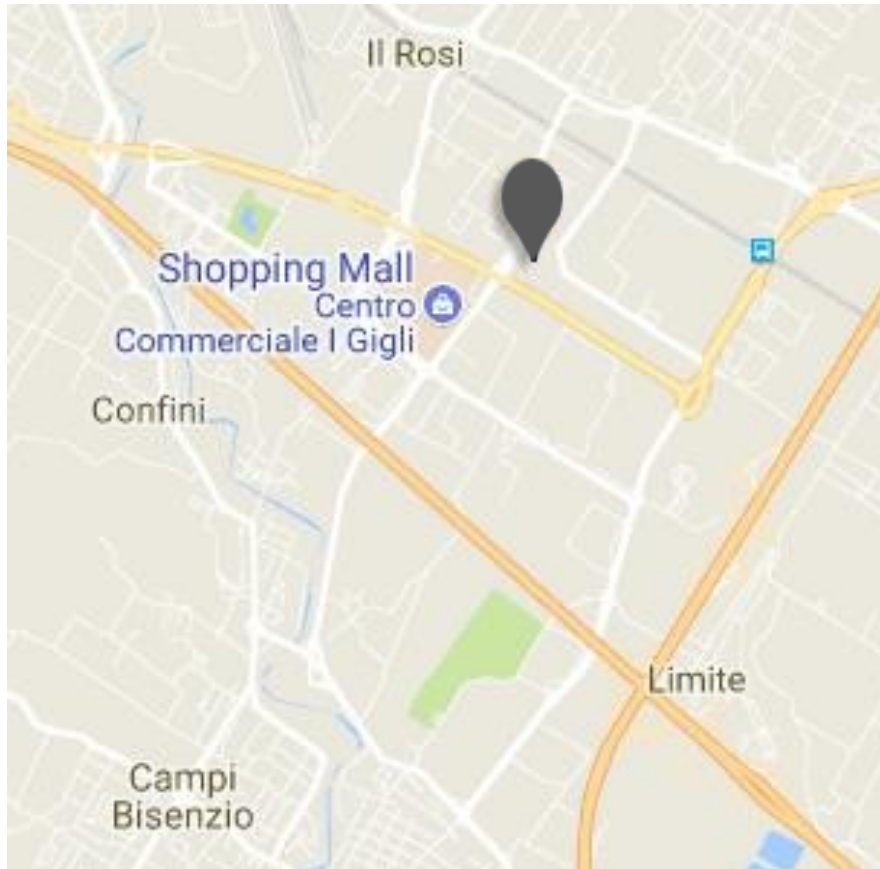 Il Rosi
Shopping Mall
Centro
Commerciale I Gigli
Confini
Limite
Campi
Bisenzio